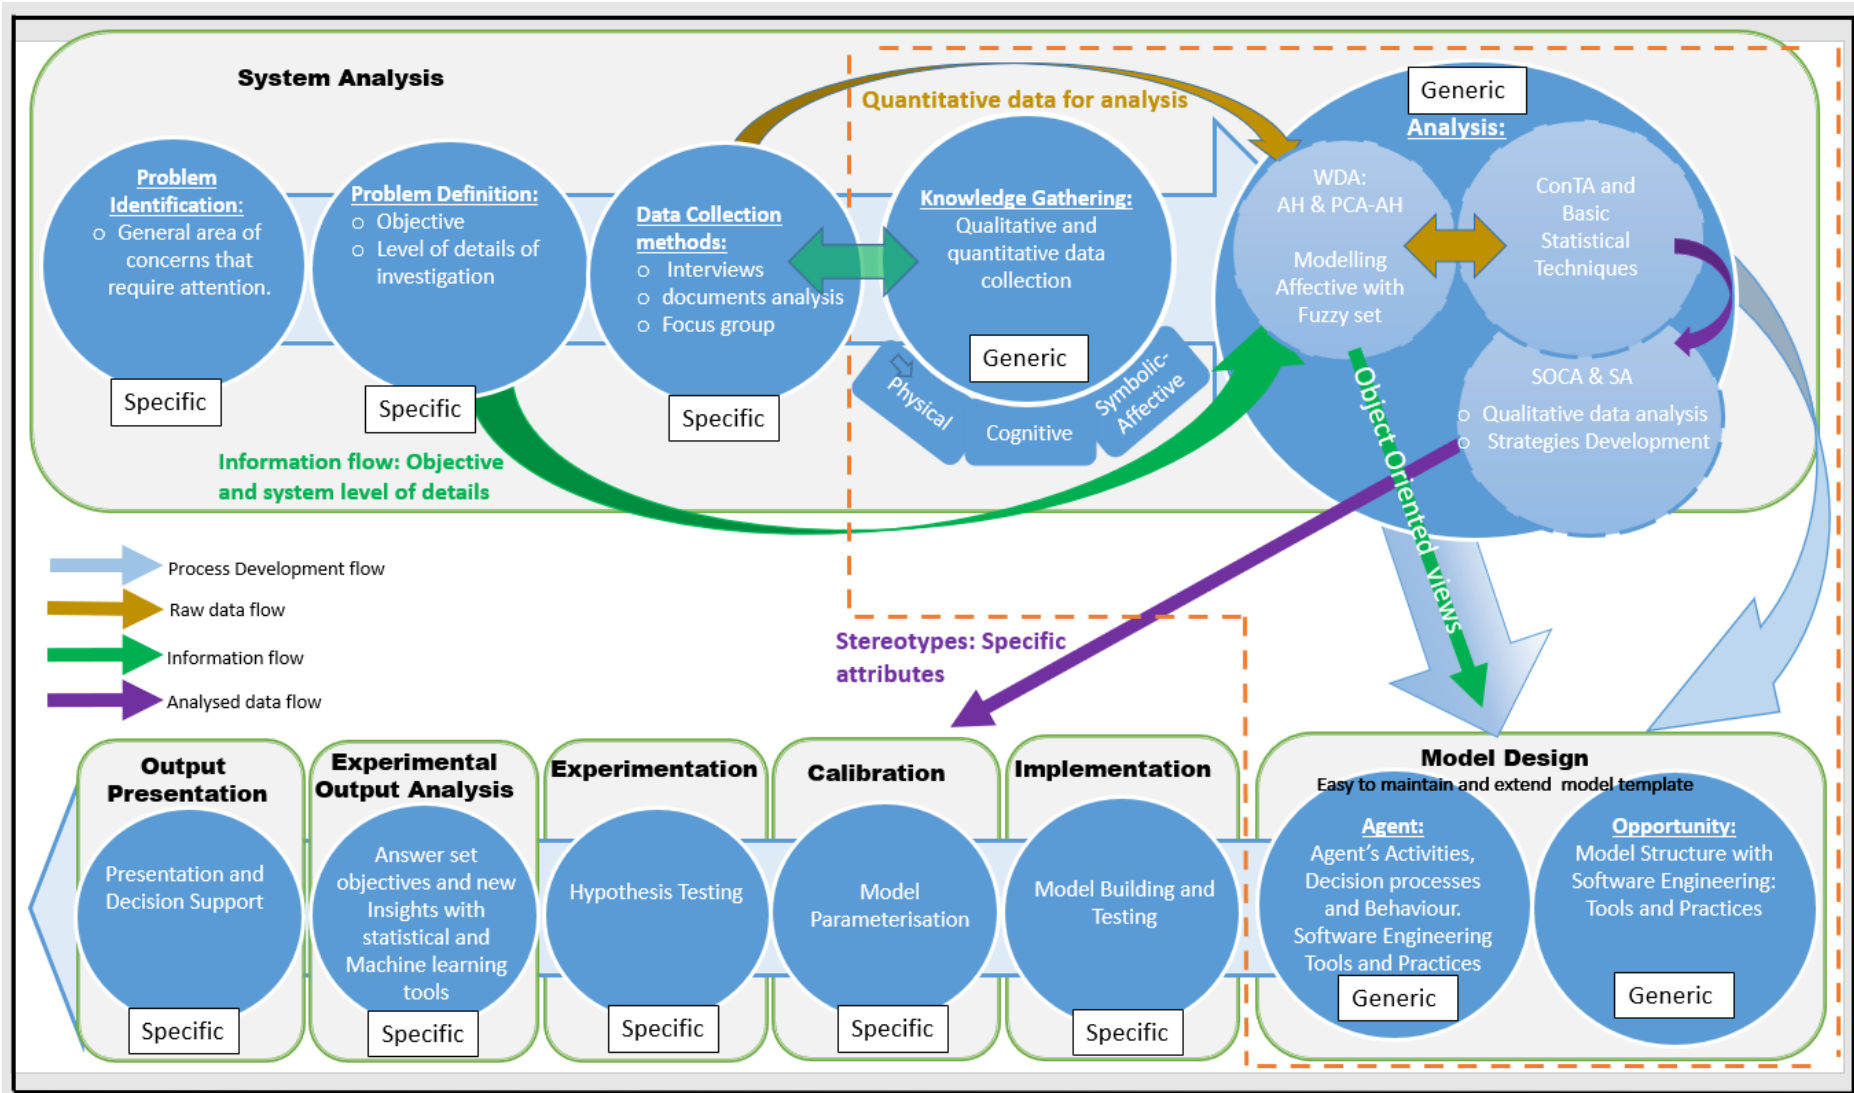 System Analysis
Problem
Identification:
o General area of
concerns that
require attention.
Specific
Problem Definition:
o Objective
o Level of details of
investigation
Specific
Data Collection
methods:
o Interviews
o documents analysis
o Focus group
Specific
Quantitative data for analysis
Knowledge Gathering:
Qualitative and
quantitative data
collection
Generic
Physical
Cognitive
Symbolic-
Affective
Generic
Analysis:
WDA:
AH & PCA-AH
Modelling
Affective with
Fuzzy set
ConTA and
Basic
Statistical
Techniques
SOCA & SA
o Qualitative data analysis
o Strategies Development
Information flow: Objective
and system level of details
Object Oriented views
Process Development flow
Raw data flow
Information flow
Analysed data flow
Stereotypes: Specific
attributes
Output
Presentation
Presentation and
Decision Support
Specific
Experimental
Output Analysis
Answer set
objectives and new
Insights with
statistical and
Machine learning
tools
Specific
Experimentation
Hypothesis Testing
Specific
Calibration
Model
Parameterisation
Specific
Implementation
Model Building and
Testing
Specific
Model Design
Easy to maintain and extend model template
Agent:
Agent's Activities,
Decision processes
and Behaviour.
Software Engineering
Tools and Practices
Generic
Opportunity:
Model Structure with
Software Engineering:
Tools and Practices
Generic